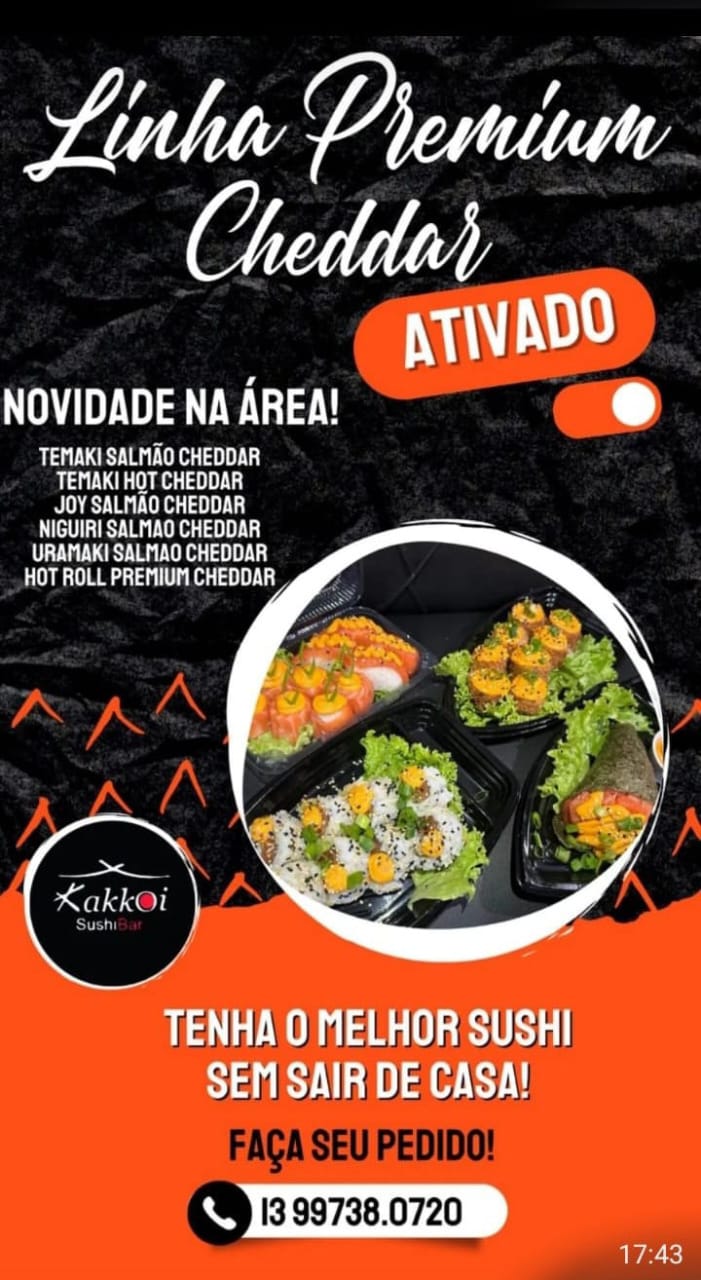 Linha Premium
Cheddar
ATIVADO
NOVIDADE NA ÁREA!
TEMAKI SALMÃO CHEDDAR
TEMAKI HOT CHEDDAR
JOY SALMÃO CHEDDAR
NIGUIRI SALMAO CHEDDAR
URAMAKI SALMAO CHEDDAR
HOT ROLL PREMIUM CHEDDAR
Kakkoi
SushiBar
TENHA O MELHOR SUSHI
SEM SAIR DE CASA!
FAÇA SEU PEDIDO!
13 99738.0720
17:43